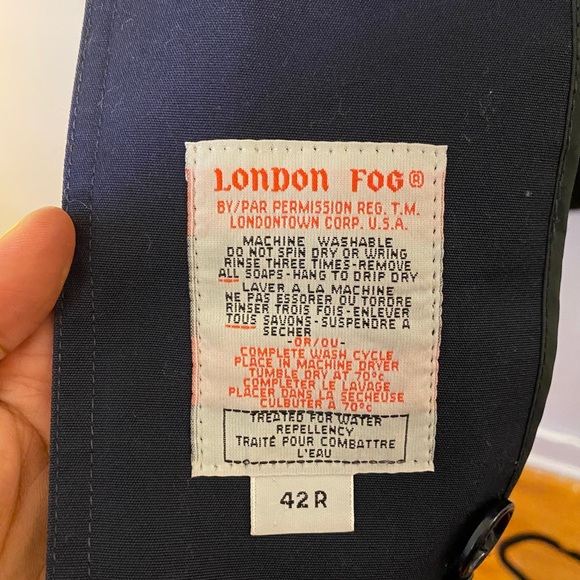 LONDON FOG®
BY/PAR PERMISSION REG. T.M.
LONDONTOWN CORP. U.S.A.
MACHINE WASHABLE
DO NOT SPIN DRY OR WRING
RINSE THREE TIMES-REMOVE
ALL SOAPS-HANG TO DRIP DRY
LAVER A LA MACHINE
NE PAS ESSORER OU TORDRE
RINSER TROIS FOIS-ENLEVER
TOUS SAVONS-SUSPENDRE A
SECHER
-OR/OU-
COMPLETE WASH CYCLE
PLACE IN MACHINE DRYER
TUMBLE DRY AT 70°C
COMPLETER LE LAVAGE
PLACER DANS LA SECHEUSE
CULBUTER A 70°C
TREATED FOR WATER
REPELLENCY
TRAITÉ POUR COMBATTRE
L'EAU
42 R